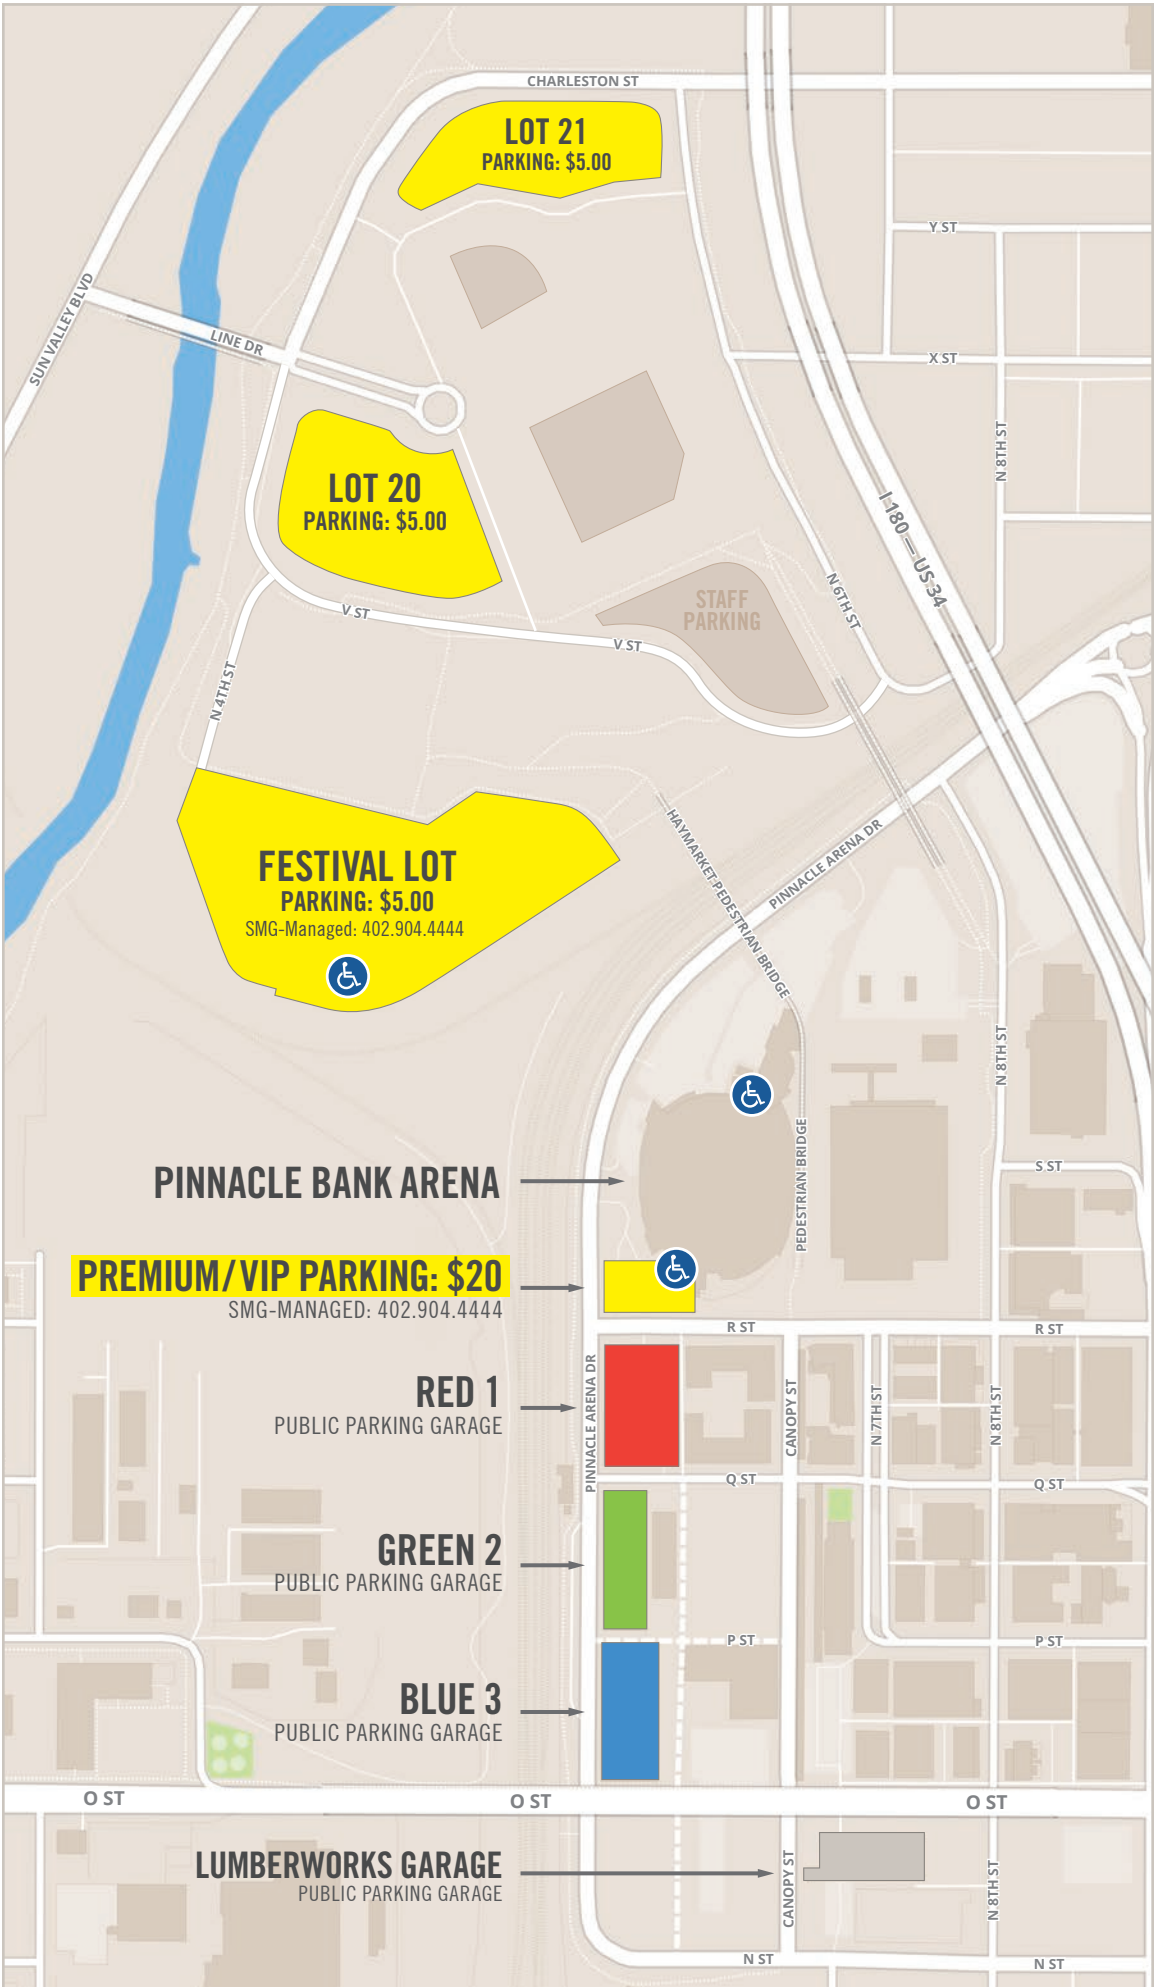 CHARLESTON ST
LOT 21
PARKING: $5.00
Y ST
SUN VALLEY BLVD
LINE DR
X ST
N 8TH ST
LOT 20
PARKING: $5.00
I 180 — US 34
N 6TH ST
STAFF
PARKING
V ST
V ST
N 4TH ST
HAYMARKET PEDESTRIAN BRIDGE
PINNACLE ARENA DR
FESTIVAL LOT
PARKING: $5.00
SMG-Managed: 402.904.4444
N 8TH ST
PEDESTRIAN BRIDGE
S ST
PINNACLE BANK ARENA
PREMIUM/VIP PARKING: $20
SMG-MANAGED: 402.904.4444
R ST
R ST
RED 1
PUBLIC PARKING GARAGE
PINNACLE ARENA DR
CANOPY ST
N 7TH ST
N 8TH ST
Q ST
Q ST
GREEN 2
PUBLIC PARKING GARAGE
P ST
P ST
BLUE 3
PUBLIC PARKING GARAGE
O ST
O ST
O ST
LUMBERWORKS GARAGE
PUBLIC PARKING GARAGE
CANOPY ST
N 8TH ST
N ST
N ST